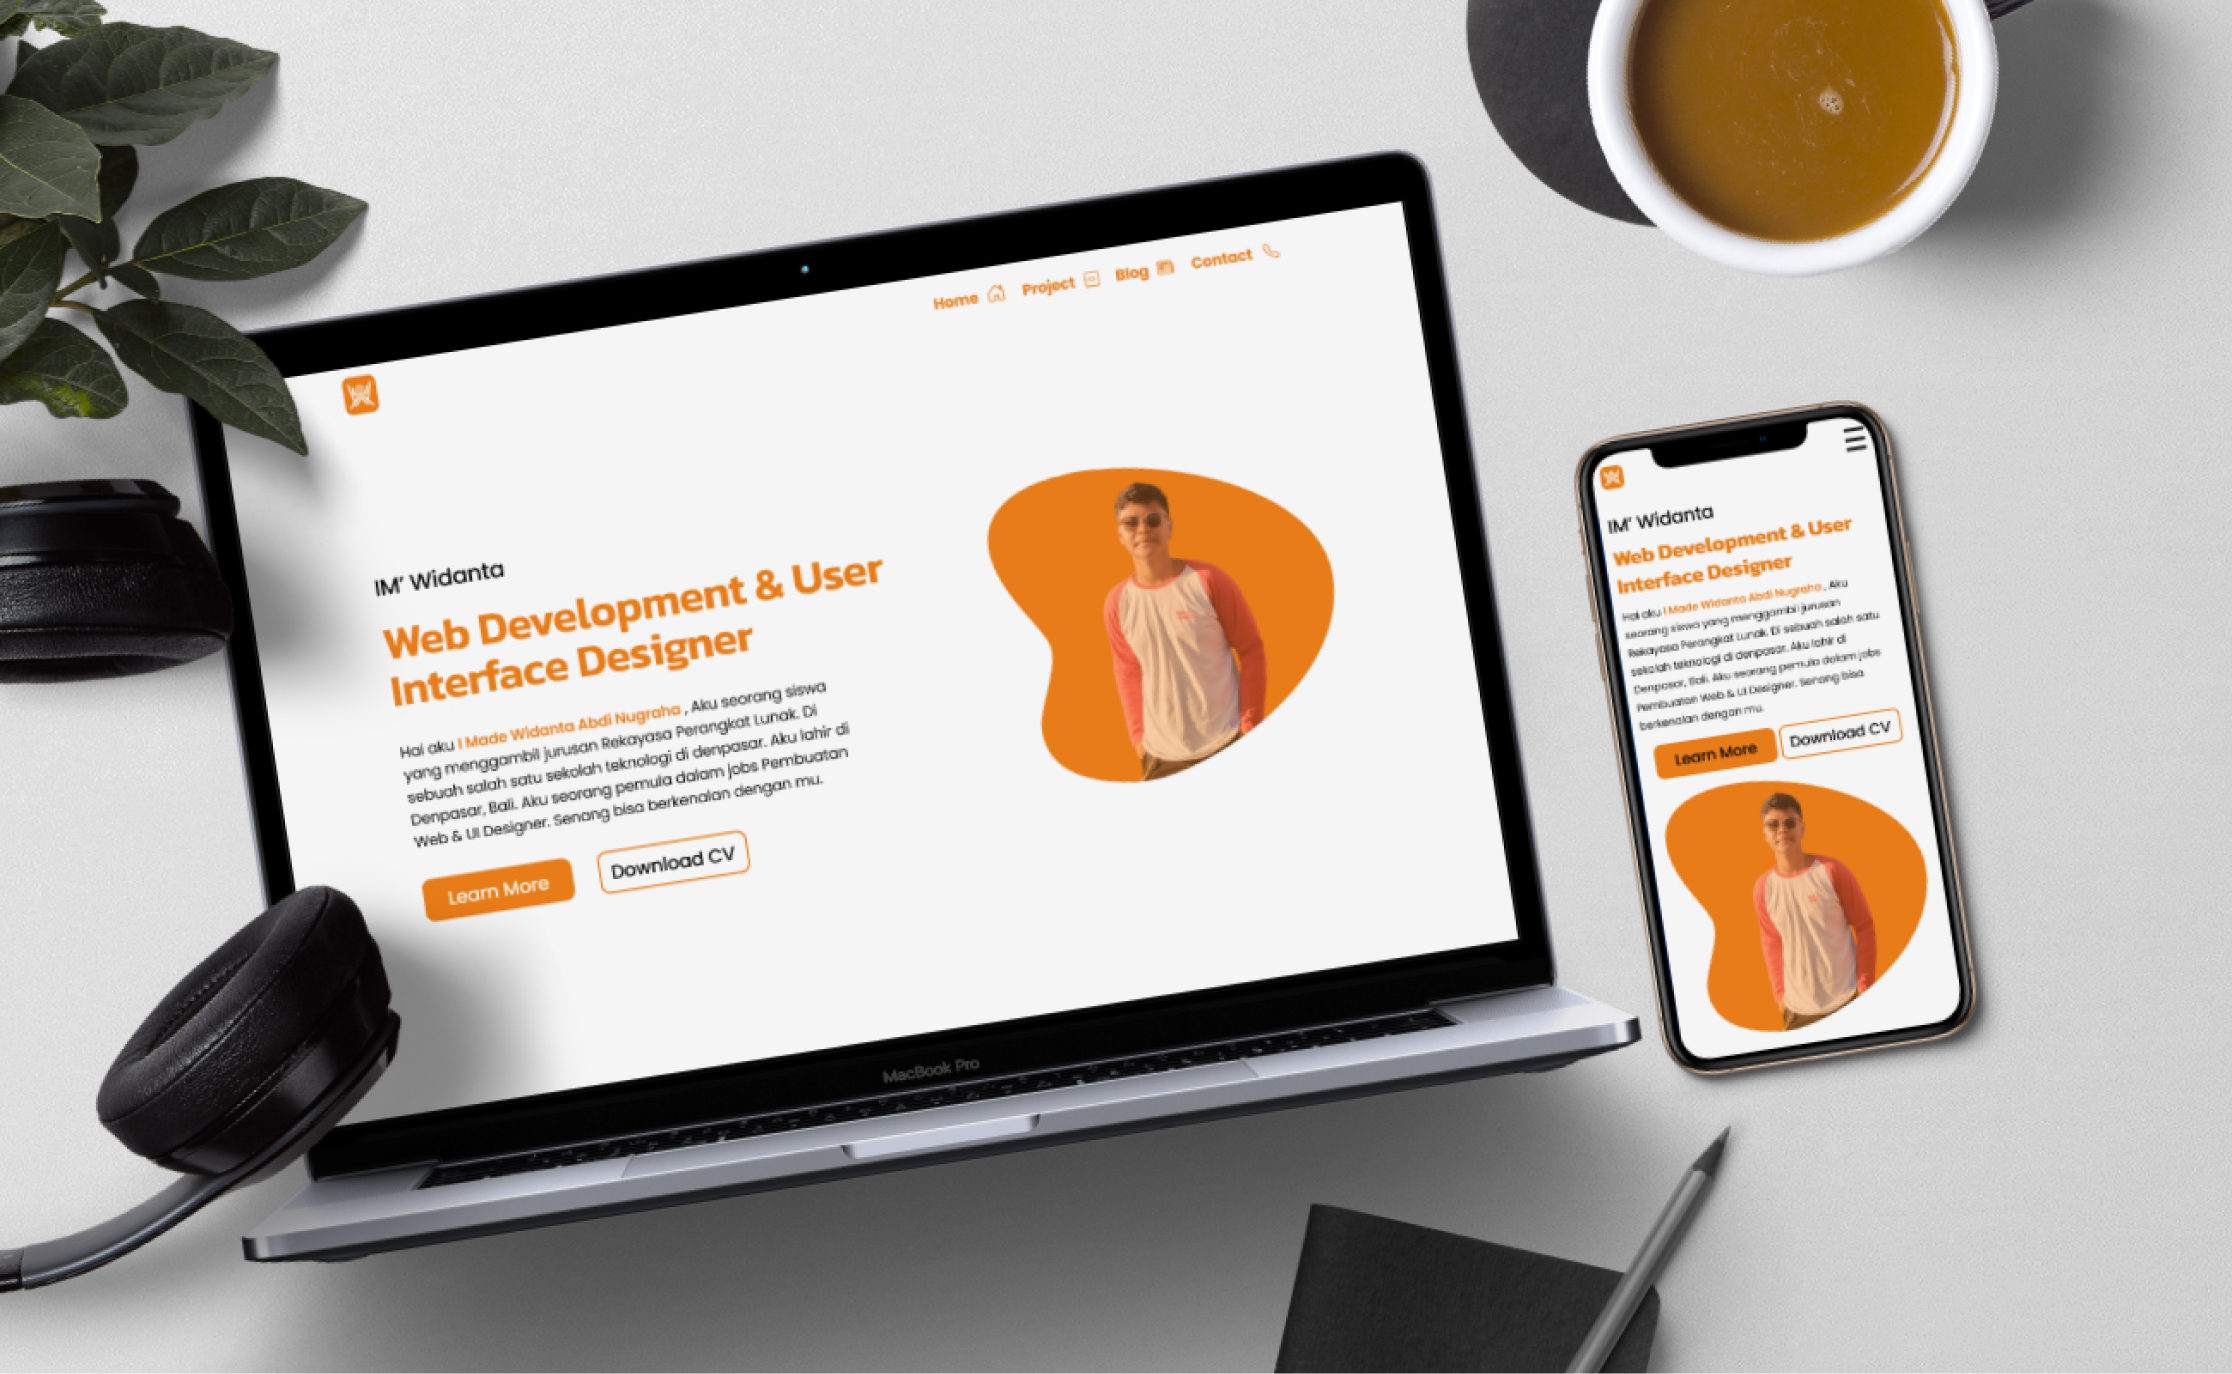 Home
Project
Blog
Contact
IM' Widanta
Web Development & User
Interface Designer
Hai aku I Made Widanta Abdi Nugraha , Aku seorang siswa
yang menggambil jurusan Rekayasa Perangkat Lunak. Di
sebuah salah satu sekolah teknologi di denpasar. Aku lahir di
Denpasar, Bali. Aku seorang pemula dalam jobs Pembuatan
Web & UI Designer. Senang bisa berkenalan dengan mu.
Learn More
Download CV
MacBook Pro
IM' Widanta
Web Development & User
Interface Designer
Hai aku I Made Widanta Abdi Nugraha , Aku
seorang siswa yang menggambil jurusan
Rekayasa Perangkat Lunak. Di sebuah salah satu
sekolah teknologi di denpasar. Aku lahir di
Denpasar, Bali. Aku seorang pemula dalam jobs
Pembuatan Web & UI Designer. Senang bisa
berkenalan dengan mu.
Learn More
Download CV